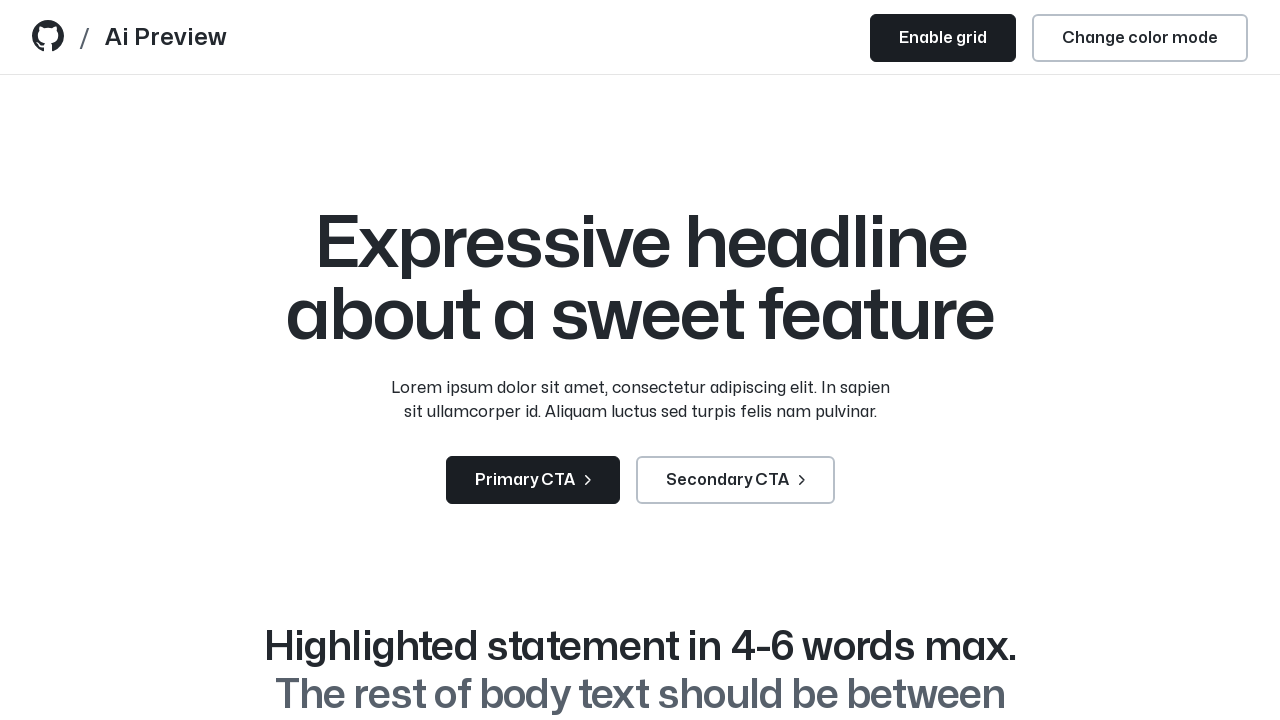 / Ai Preview
Enable grid
Change color mode
Expressive headline
about a sweet feature
Lorem ipsum dolor sit amet, consectetur adipiscing elit. In sapien
sit ullamcorper id. Aliquam luctus sed turpis felis nam pulvinar.
Primary CTA
Secondary CTA
Highlighted statement in 4-6 words max.
The rest of body text should be between